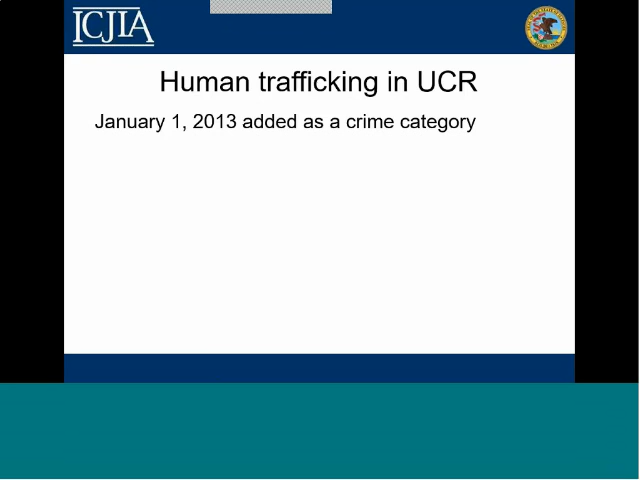 ICJIA
Human trafficking in UCR
January 1, 2013 added as a crime category